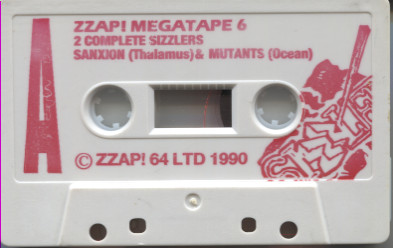 ZZAP! MEGATAPE 6
2 COMPLETE SIZZLERS
SANXION (Thalamus) & MUTANTS (Ocean)
A
© ZZAP! 64 LTD 1990